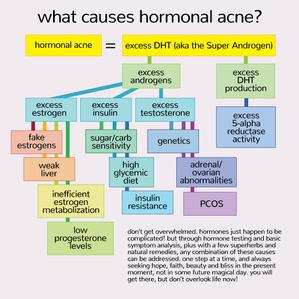 what causes hormonal acne?
hormonal acne = excess DHT (aka the Super Androgen)
excess
androgens
excess
DHT
production
excess
estrogen
excess
insulin
excess
testosterone
excess
5-alpha
reductase
activity
fake
estrogens
sugar/carb
sensitivity
genetics
weak
liver
high
glycemic
diet
adrenal/
ovarian
abnormalities
inefficient
estrogen
metabolization
insulin
resistance
PCOS
low
progesterone
levels
don't get overwhelmed. hormones just happen to be
complicated! but through hormone testing and basic
symptom analysis, plus with a few superherbs and
natural remedies, any combination of these causes
can be addressed. one step at a time, and always
seeking hope, faith, beauty and bliss in the present
moment, not in some future magical day. you will
get there, but don't overlook life now!